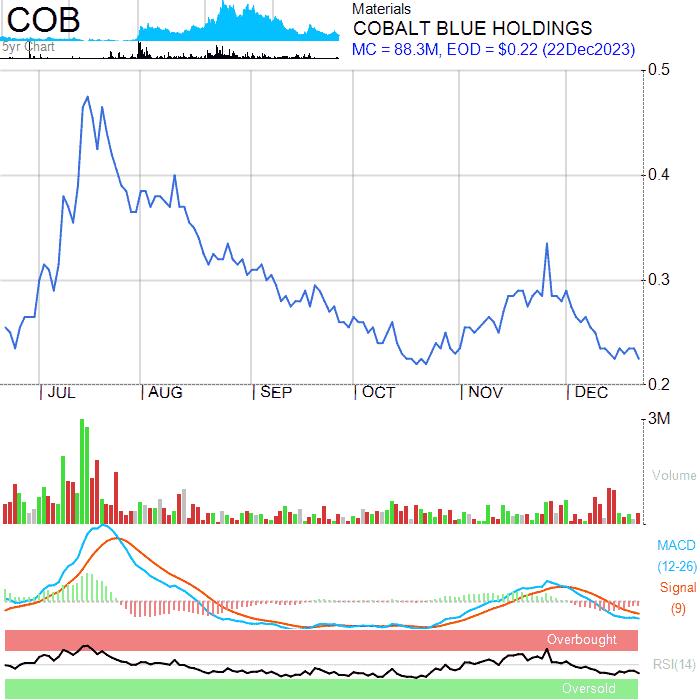 COB
5yr Chart
Materials
COBALT BLUE HOLDINGS
MC = 88.3M, EOD = $0.22 (22Dec2023)
0.5
0.4
0.3
0.2
JUL AUG SEP OCT NOV DEC
3M
Volume
MACD
(12-26)
Signal
(9)
Overbought
RSI(14)
Oversold